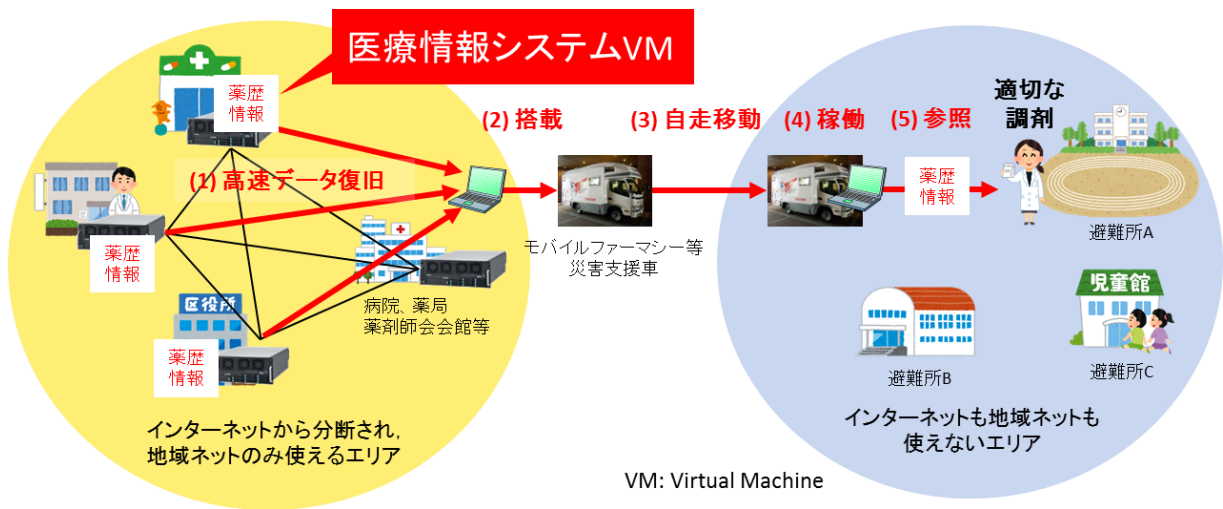 医療情報システムVM
薬歴
情報
(1) 高速データ復旧
薬歴
情報
区役所
薬歴
情報
病院、薬局
薬剤師会会館等
インターネットから分断され,
地域ネットのみ使えるエリア
(2) 搭載
モバイルファーマシー等
災害支援車
(3) 自走移動
(4) 稼働
(5) 参照
薬歴
情報
適切な
調剤
避難所A
避難所B
児童館
避難所C
インターネットも地域ネットも
使えないエリア
VM: Virtual Machine